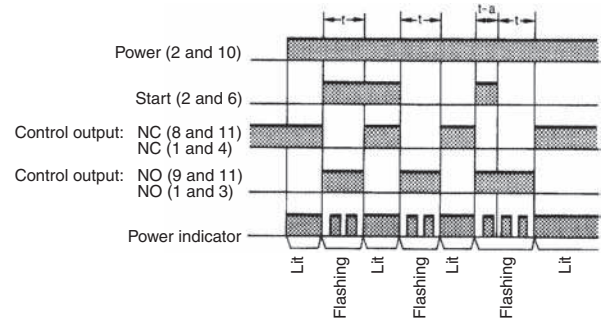 t t t-a t
Power (2 and 10)
Start (2 and 6)
Control output: NC (8 and 11)
NC (1 and 4)
Control output: NO (9 and 11)
NO (1 and 3)
Power indicator
Lit Flashing Lit Flashing Lit Flashing Lit